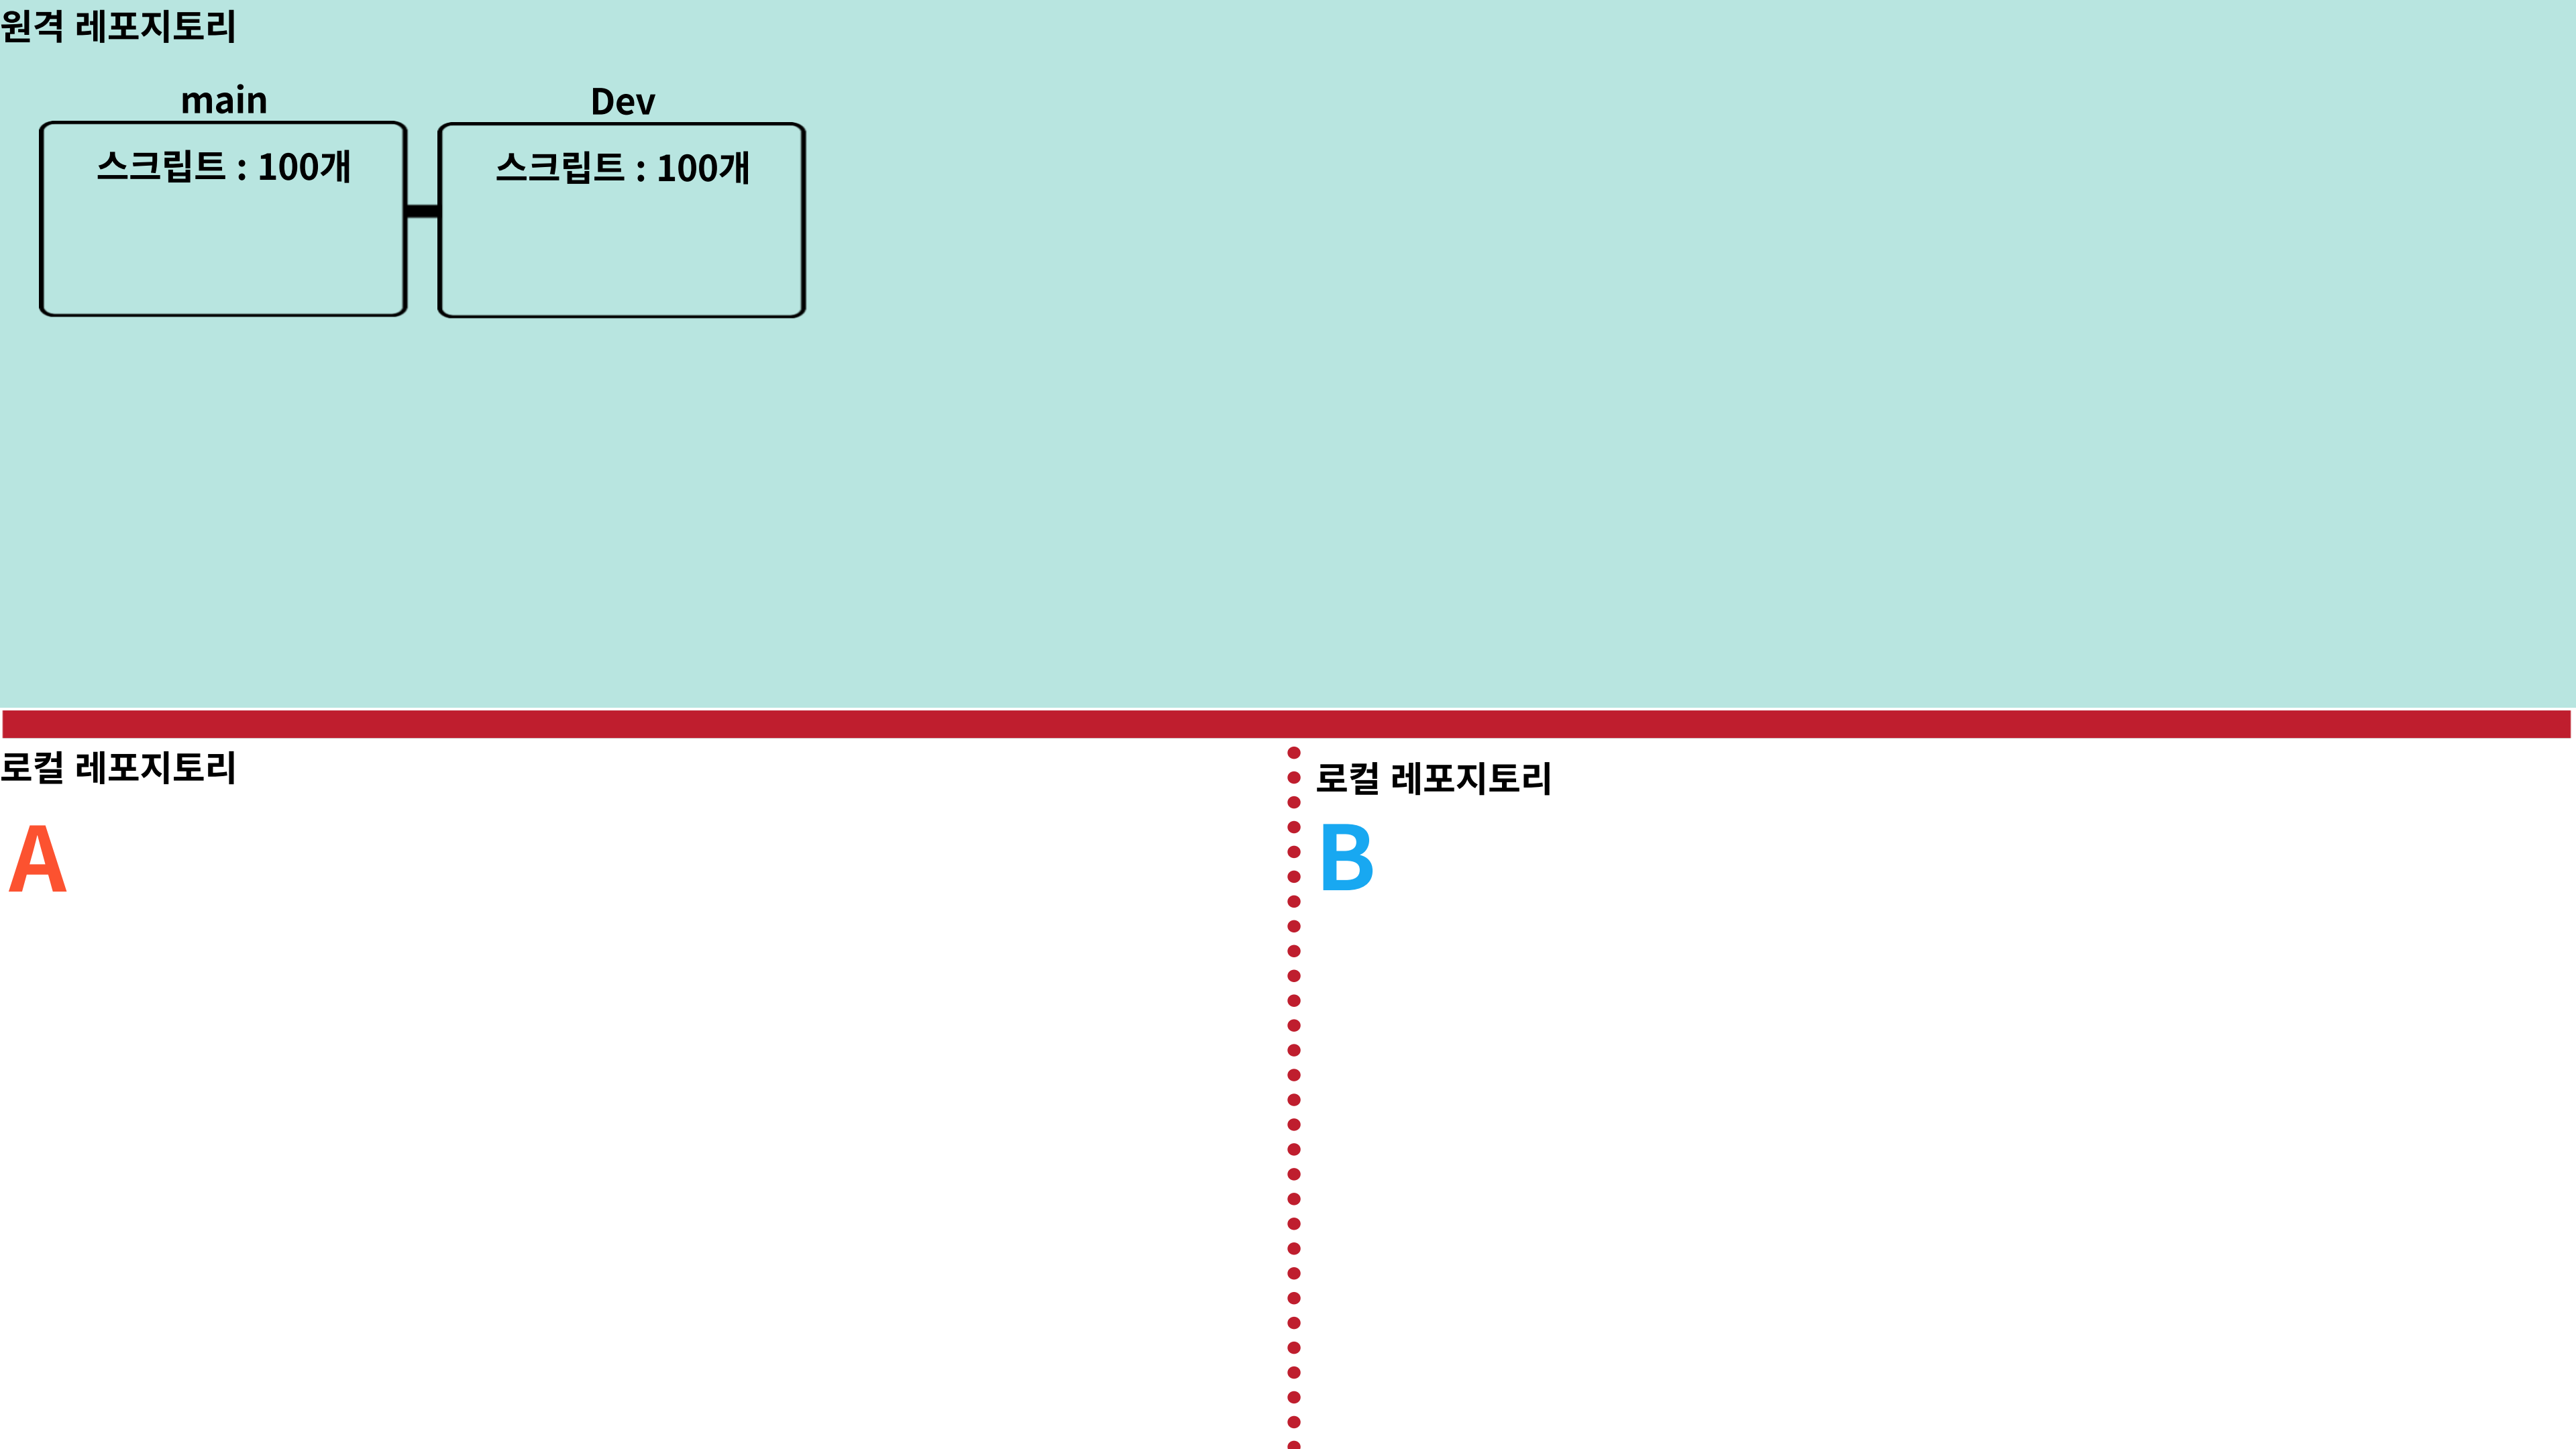 원격 레포지토리
main
스크립트 : 100개
Dev
스크립트 : 100개
로컬 레포지토리
A
로컬 레포지토리
B